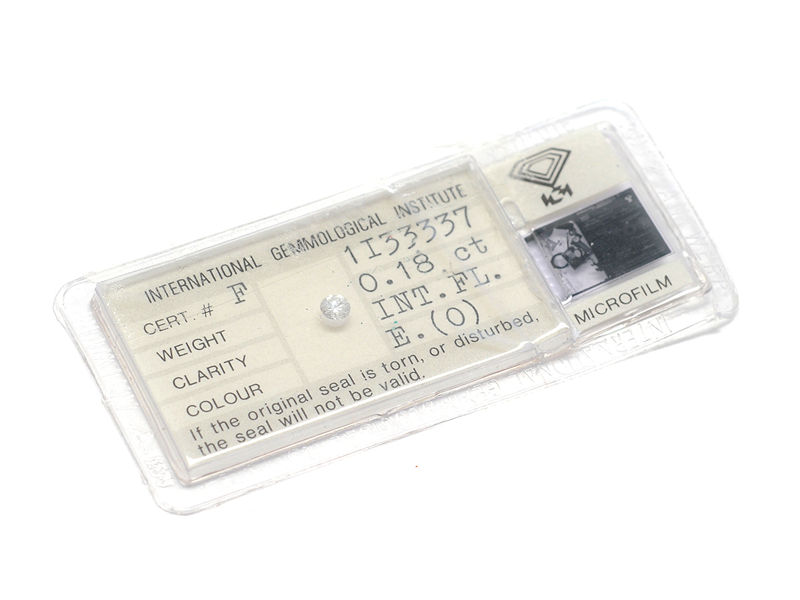 INTERNATIONAL GEMMOLOGICAL INSTITUTE
CERT. # F 1I33337
WEIGHT 0.18 ct
CLARITY INT.FL.
COLOUR E.(O)
If the original seal is torn, or disturbed,
the seal will not be valid.
MICROFILM